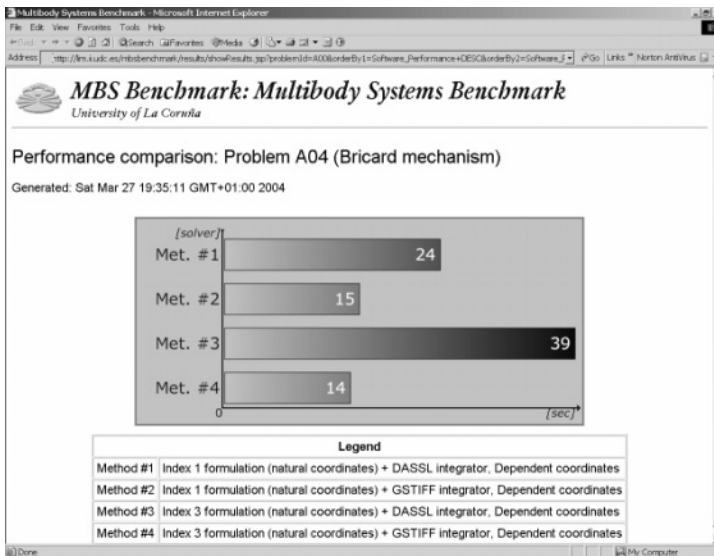 Multibody Systems Benchmark - Microsoft Internet Explorer
File Edit View Favorites Tools Help
Search Favorites Media
Address Go Links Norton AntiVirus
MBS Benchmark: Multibody Systems Benchmark
University of La Coruña
Performance comparison: Problem A04 (Bricard mechanism)
Generated: Sat Mar 27 19:35:11 GMT+01:00 2004
[solver]
Met. #1 24
Met. #2 15
Met. #3 39
Met. #4 14
0 [sec]
Legend
Method #1 Index 1 formulation (natural coordinates) + DASSL integrator, Dependent coordinates
Method #2 Index 1 formulation (natural coordinates) + GSTIFF integrator, Dependent coordinates
Method #3 Index 3 formulation (natural coordinates) + DASSL integrator, Dependent coordinates
Method #4 Index 3 formulation (natural coordinates) + GSTIFF integrator, Dependent coordinates
Done My Computer